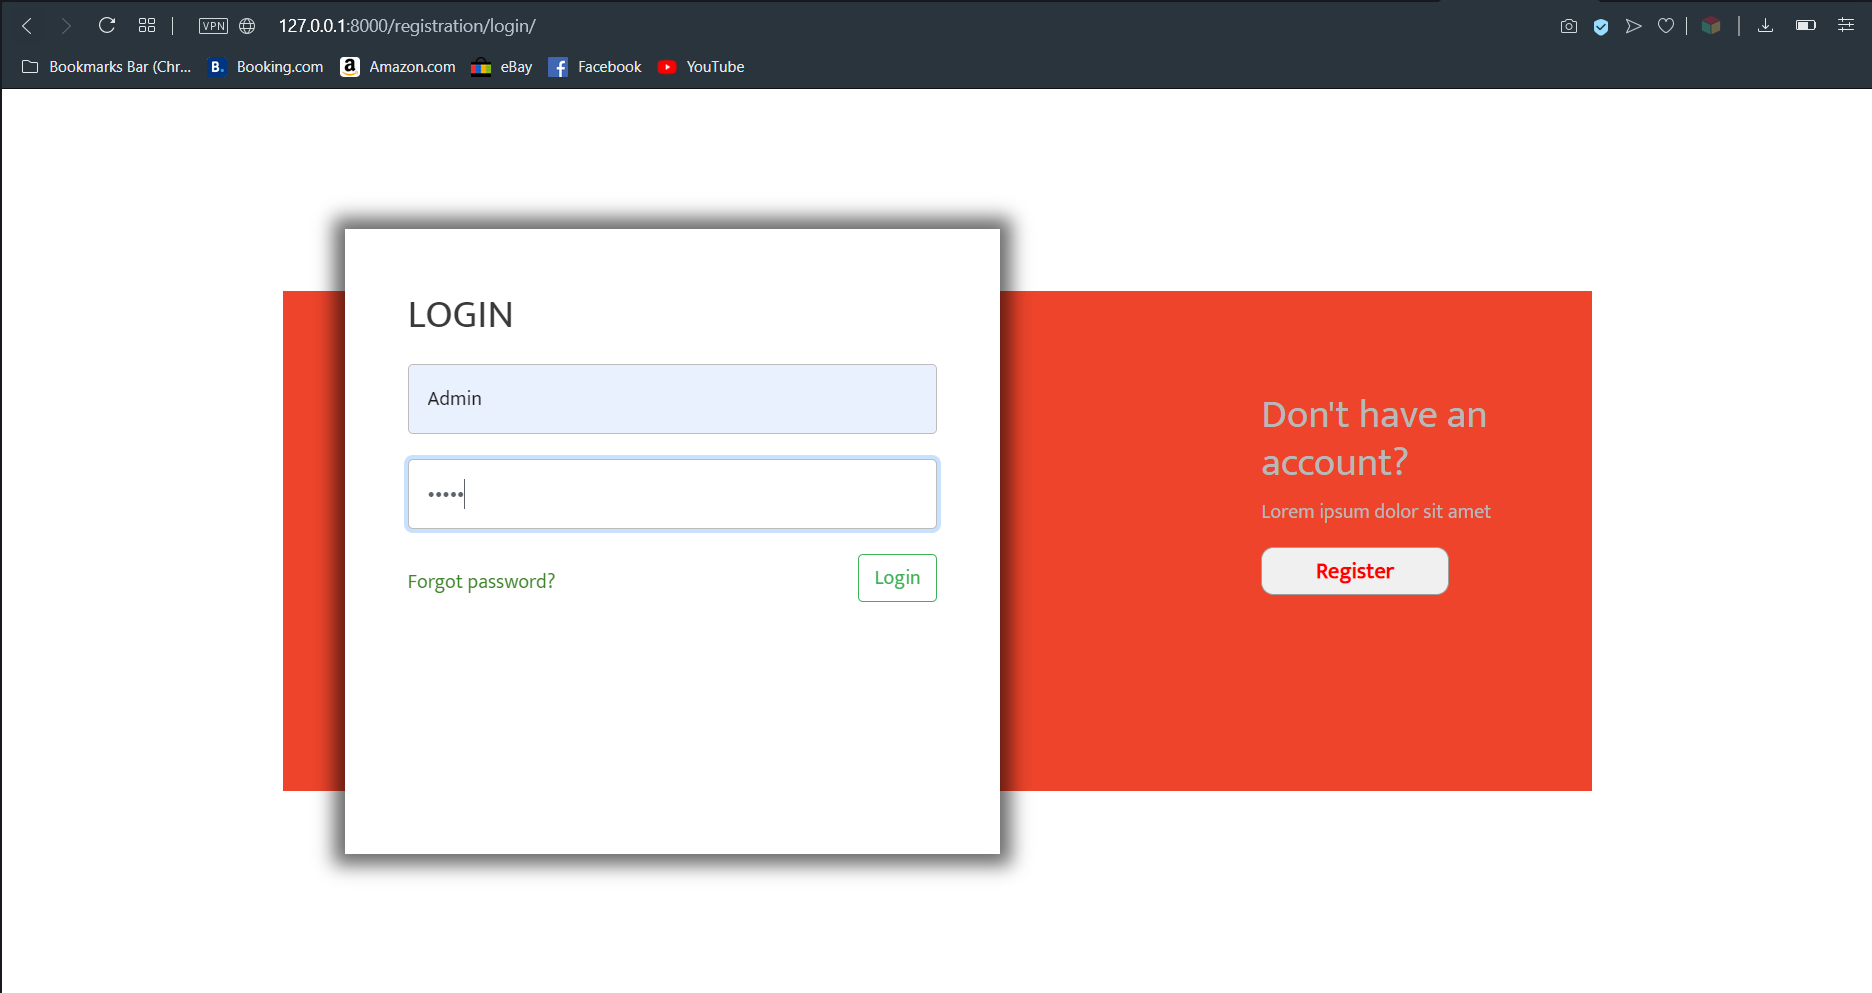 VPN 127.0.0.1:8000/registration/login/
Bookmarks Bar (Chr... B. Booking.com a Amazon.com eBay f Facebook YouTube
LOGIN
Admin
•••••
Forgot password?
Login
Don't have an
account?
Lorem ipsum dolor sit amet
Register